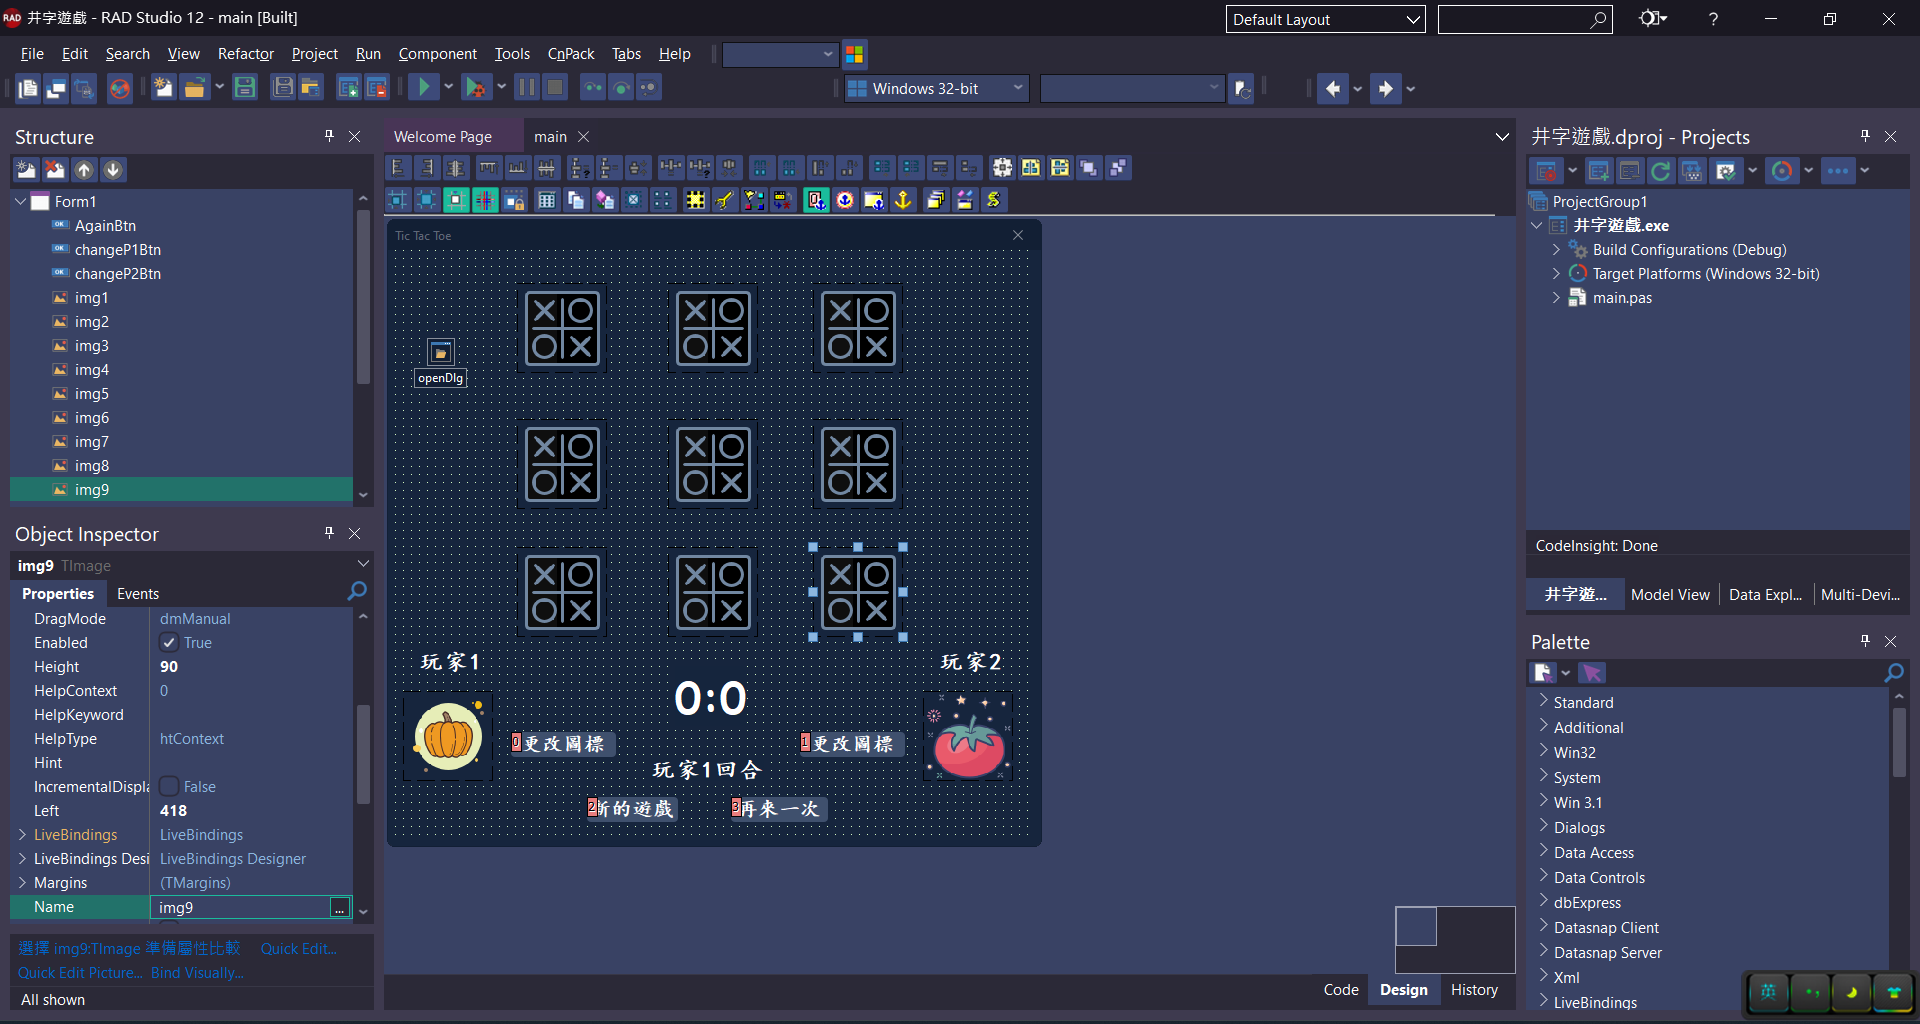 RAD 井字遊戲 - RAD Studio 12 - main [Built]
Default Layout
?
File Edit Search View Refactor Project Run Component Tools CnPack Tabs Help
Windows 32-bit
Structure
Form1
AgainBtn
changeP1Btn
changeP2Btn
img1
img2
img3
img4
img5
img6
img7
img8
img9
Object Inspector
img9 TImage
Properties Events
DragMode dmManual
Enabled True
Height 90
HelpContext 0
HelpKeyword
HelpType htContext
Hint
IncrementalDispla False
Left 418
LiveBindings LiveBindings
LiveBindings Desi LiveBindings Designer
Margins (TMargins)
Name img9 ...
選擇 img9:TImage 準備屬性比較 Quick Edit...
Quick Edit Picture... Bind Visually...
All shown
Welcome Page main
Tic Tac Toe
openDlg
玩家1
玩家2
0:0
0 更改圖標
1 更改圖標
玩家1回合
2 新的遊戲
3 再來一次
Code Design History
井字遊戲.dproj - Projects
ProjectGroup1
井字遊戲.exe
Build Configurations (Debug)
Target Platforms (Windows 32-bit)
main.pas
CodeInsight: Done
井字遊... Model View Data Expl... Multi-Devi...
Palette
Standard
Additional
Win32
System
Win 3.1
Dialogs
Data Access
Data Controls
dbExpress
Datasnap Client
Datasnap Server
Xml
LiveBindings
英